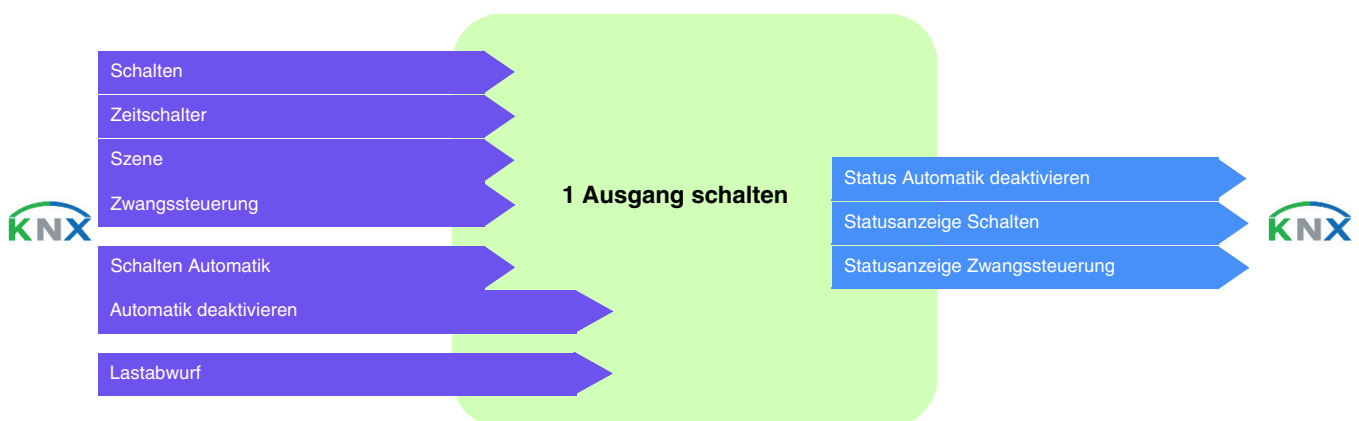 Schalten
Zeitschalter
Szene
Zwangssteuerung
KNX
Schalten Automatik
Automatik deaktivieren
Lastabwurf
1 Ausgang schalten
Status Automatik deaktivieren
Statusanzeige Schalten
Statusanzeige Zwangssteuerung
KNX